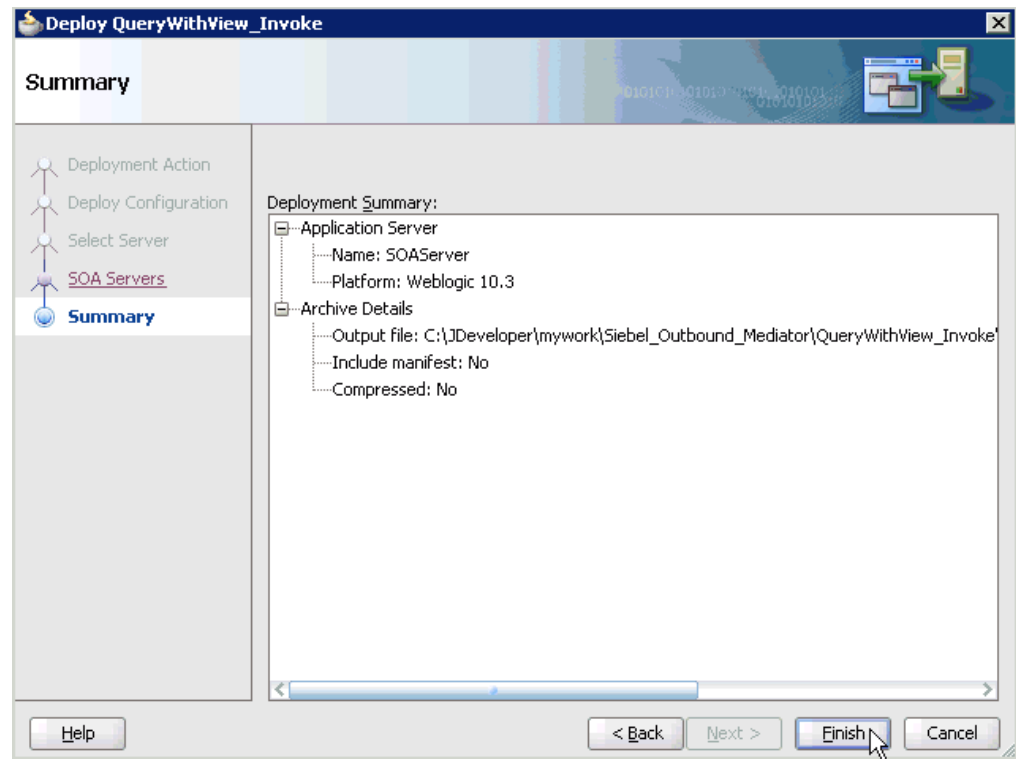 Deploy QueryWithView_Invoke
Summary
Deployment Action
Deploy Configuration
Select Server
SOA Servers
Summary
Deployment Summary:
Application Server
Name: SOAServer
Platform: Weblogic 10.3
Archive Details
Output file: C:\JDeveloper\mywork\Siebel_Outbound_Mediator\QueryWithView_Invoke
Include manifest: No
Compressed: No
Help
< Back
Next >
Finish
Cancel